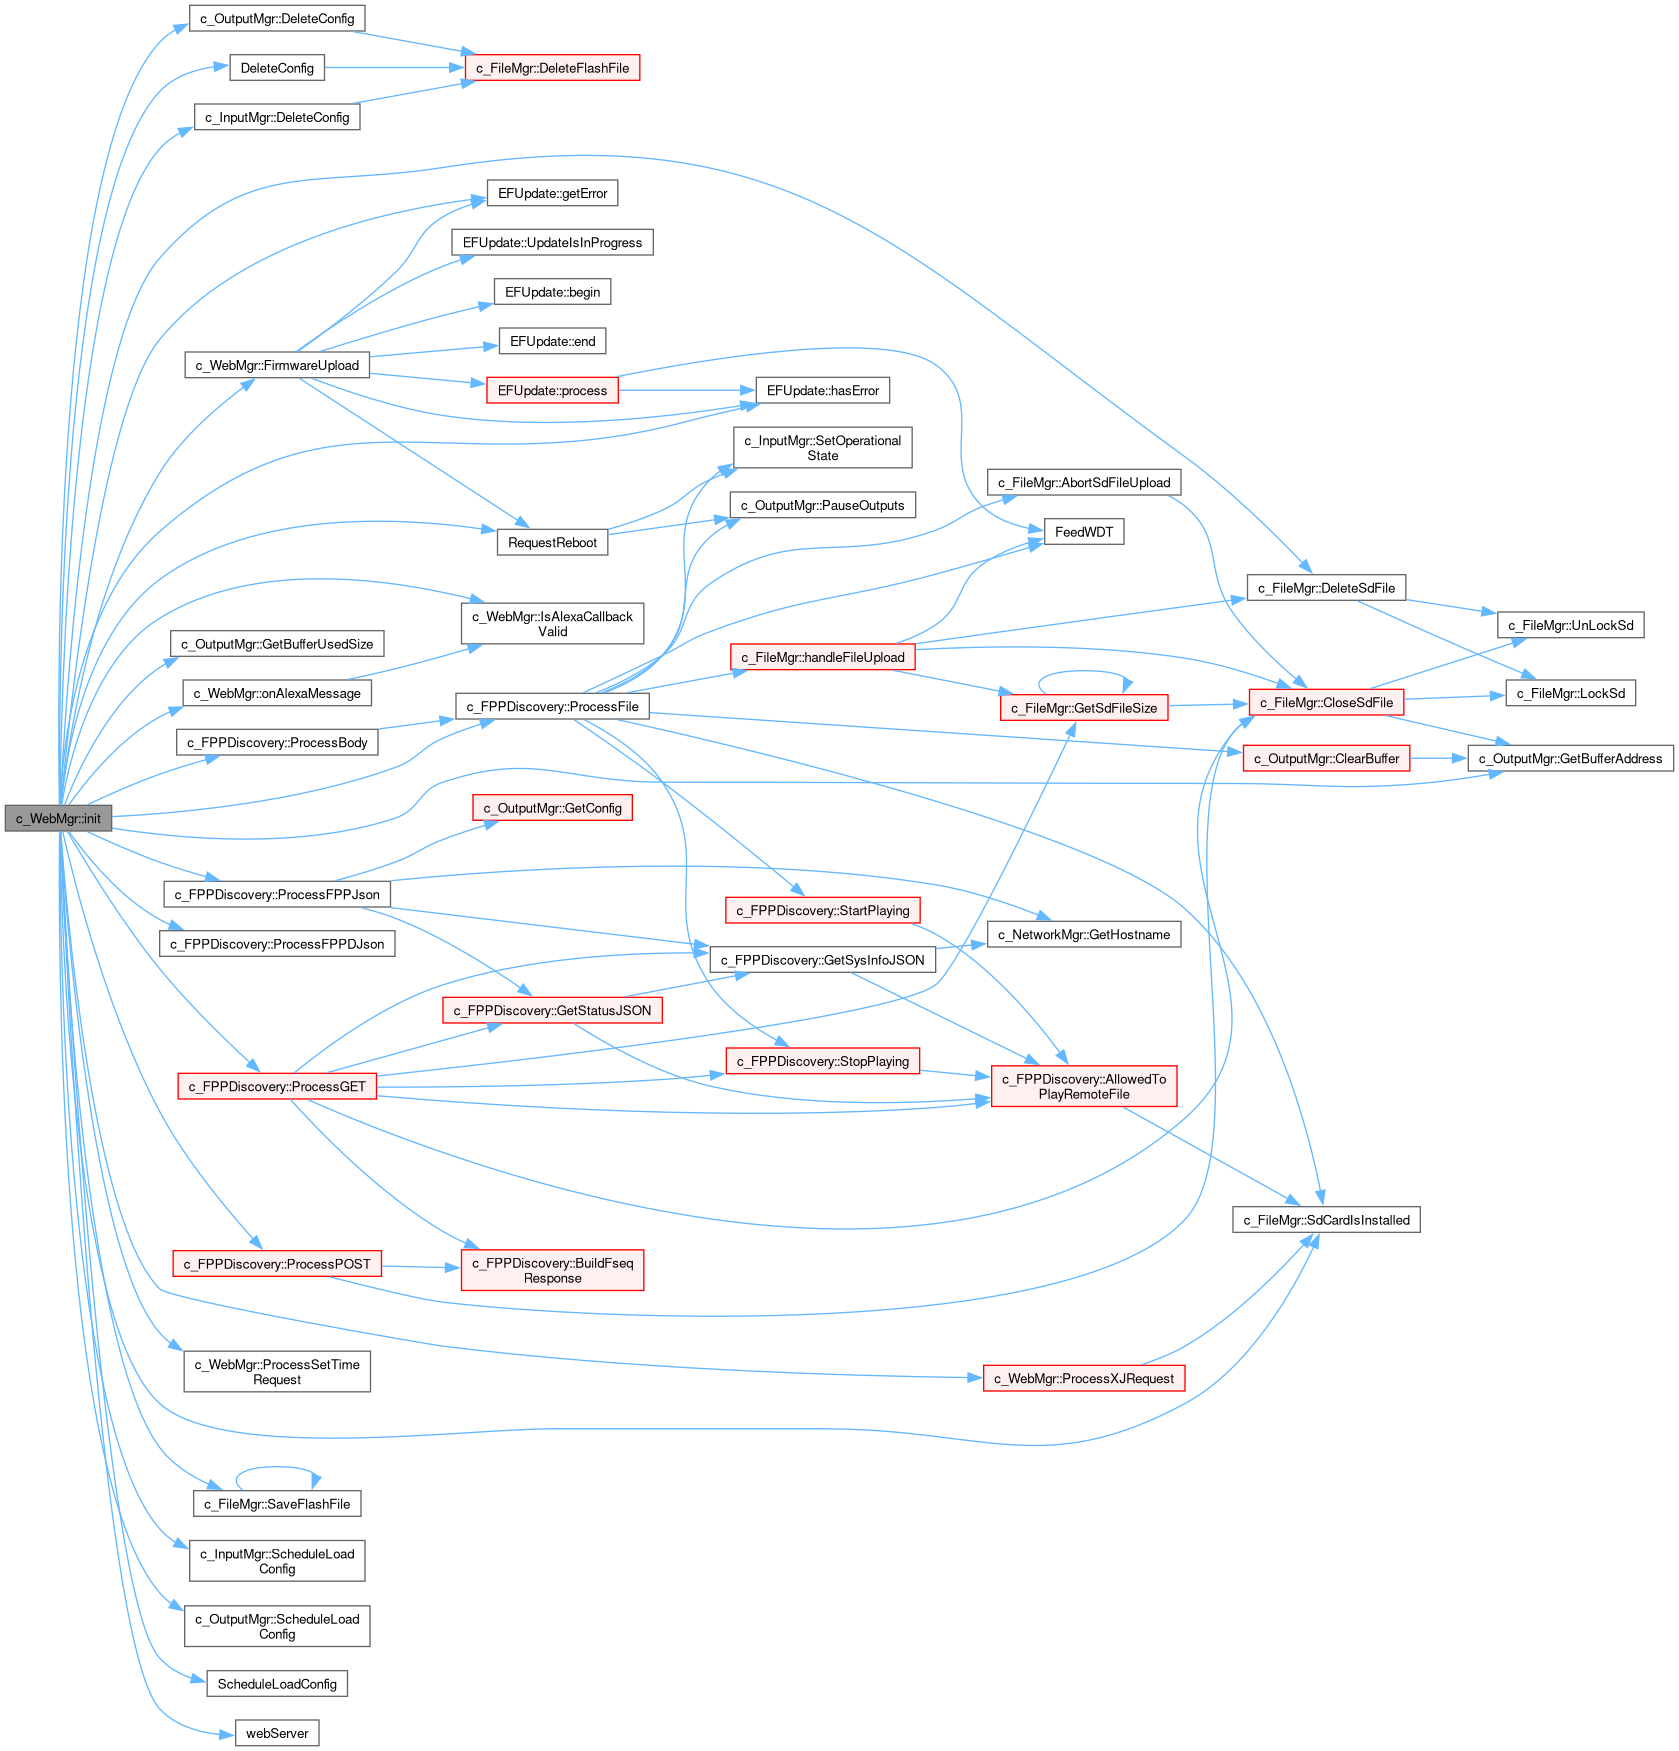 c_OutputMgr::DeleteConfig
DeleteConfig
c_FileMgr::DeleteFlashFile
c_InputMgr::DeleteConfig
EFUpdate::getError
EFUpdate::UpdateIsInProgress
EFUpdate::begin
EFUpdate::end
c_WebMgr::FirmwareUpload
EFUpdate::process
EFUpdate::hasError
c_InputMgr::SetOperational
State
c_FileMgr::AbortSdFileUpload
c_OutputMgr::PauseOutputs
FeedWDT
RequestReboot
c_FileMgr::DeleteSdFile
c_WebMgr::IsAlexaCallback
Valid
c_FileMgr::UnLockSd
c_OutputMgr::GetBufferUsedSize
c_FileMgr::handleFileUpload
c_WebMgr::onAlexaMessage
c_FileMgr::LockSd
c_FPPDiscovery::ProcessFile
c_FileMgr::GetSdFileSize
c_FileMgr::CloseSdFile
c_FPPDiscovery::ProcessBody
c_OutputMgr::ClearBuffer
c_OutputMgr::GetBufferAddress
c_OutputMgr::GetConfig
c_WebMgr::init
c_FPPDiscovery::ProcessFPPJson
c_FPPDiscovery::StartPlaying
c_NetworkMgr::GetHostname
c_FPPDiscovery::ProcessFPPDJson
c_FPPDiscovery::GetSysInfoJSON
c_FPPDiscovery::GetStatusJSON
c_FPPDiscovery::StopPlaying
c_FPPDiscovery::ProcessGET
c_FPPDiscovery::AllowedTo
PlayRemoteFile
c_FileMgr::SdCardIsInstalled
c_FPPDiscovery::ProcessPOST
c_FPPDiscovery::BuildFseq
Response
c_WebMgr::ProcessSetTime
Request
c_WebMgr::ProcessXJRequest
c_FileMgr::SaveFlashFile
c_InputMgr::ScheduleLoad
Config
c_OutputMgr::ScheduleLoad
Config
ScheduleLoadConfig
webServer